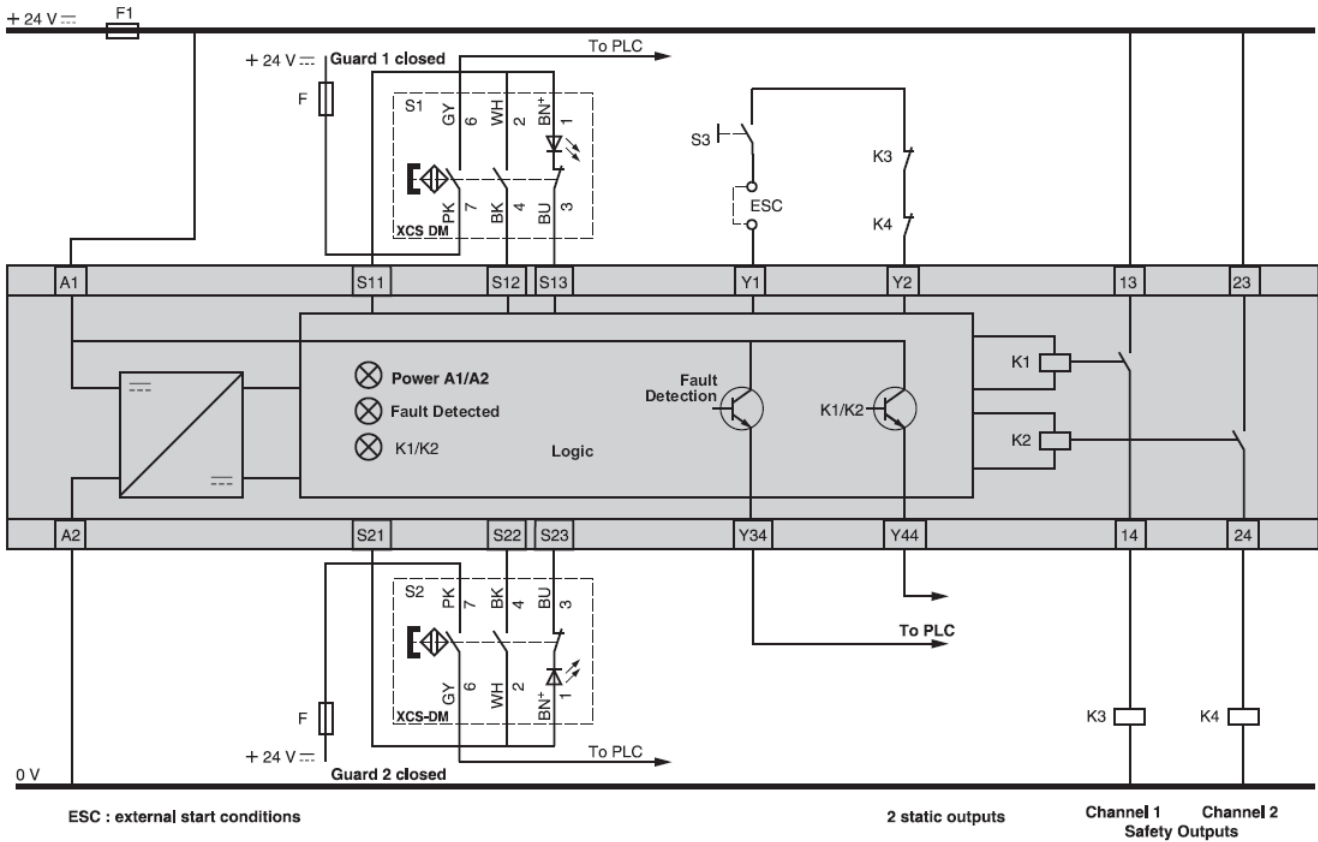 + 24 V
F1
+ 24 V
Guard 1 closed
To PLC
F
S1
GY
6
WH
2
BN+
1
PK
7
BK
4
BU
3
XCS DM
S3
ESC
K3
K4
A1
S11
S12
S13
Y1
Y2
13
23
Power A1/A2
Fault Detected
K1/K2
Logic
Fault
Detection
K1/K2
K1
K2
A2
S21
S22
S23
Y34
Y44
14
24
S2
PK
7
BK
4
BU
3
GY
6
WH
2
BN+
1
XCS-DM
F
+ 24 V
Guard 2 closed
To PLC
To PLC
K3
K4
0 V
ESC : external start conditions
2 static outputs
Channel 1
Channel 2
Safety Outputs